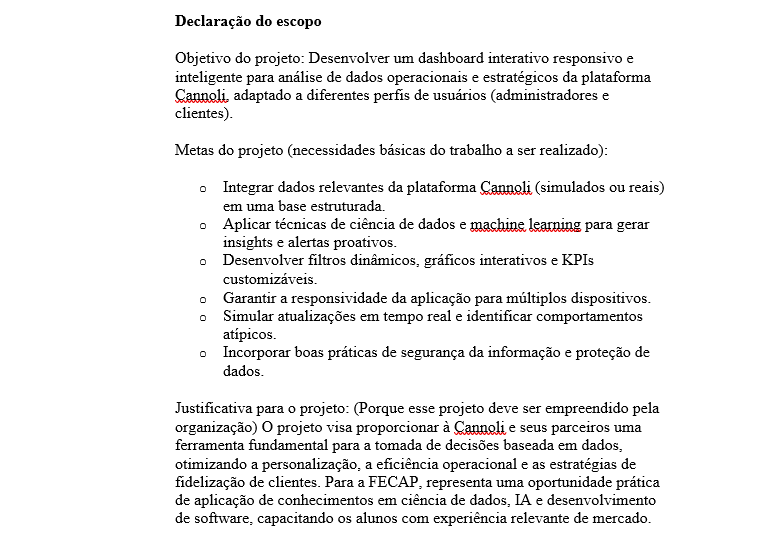 Declaração do escopo
Objetivo do projeto: Desenvolver um dashboard interativo responsivo e
inteligente para análise de dados operacionais e estratégicos da plataforma
Cannoli, adaptado a diferentes perfis de usuários (administradores e
clientes).
Metas do projeto (necessidades básicas do trabalho a ser realizado):
o Integrar dados relevantes da plataforma Cannoli (simulados ou reais)
em uma base estruturada.
o Aplicar técnicas de ciência de dados e machine learning para gerar
insights e alertas proativos.
o Desenvolver filtros dinâmicos, gráficos interativos e KPIs
customizáveis.
o Garantir a responsividade da aplicação para múltiplos dispositivos.
o Simular atualizações em tempo real e identificar comportamentos
atípicos.
o Incorporar boas práticas de segurança da informação e proteção de
dados.
Justificativa para o projeto: (Porque esse projeto deve ser empreendido pela
organização) O projeto visa proporcionar à Cannoli e seus parceiros uma
ferramenta fundamental para a tomada de decisões baseada em dados,
otimizando a personalização, a eficiência operacional e as estratégias de
fidelização de clientes. Para a FECAP, representa uma oportunidade prática
de aplicação de conhecimentos em ciência de dados, IA e desenvolvimento
de software, capacitando os alunos com experiência relevante de mercado.